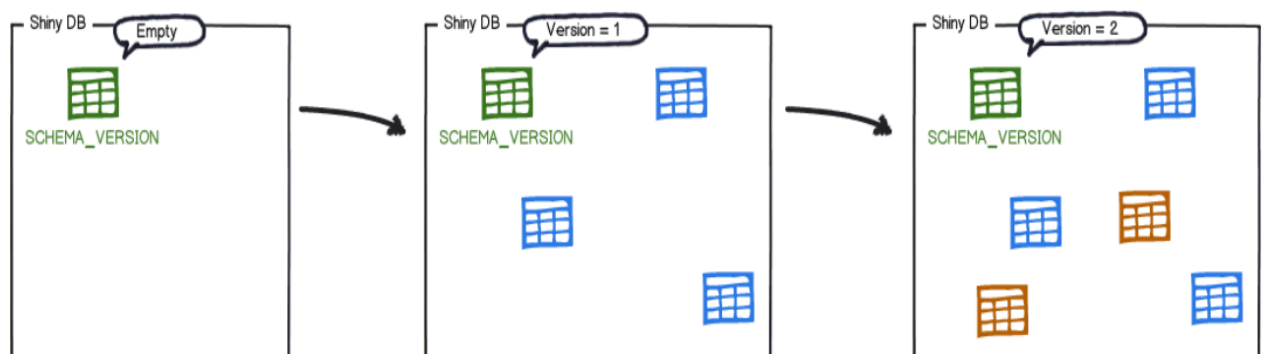 Shiny DB
Empty
SCHEMA_VERSION
Shiny DB
Version = 1
SCHEMA_VERSION
Shiny DB
Version = 2
SCHEMA_VERSION